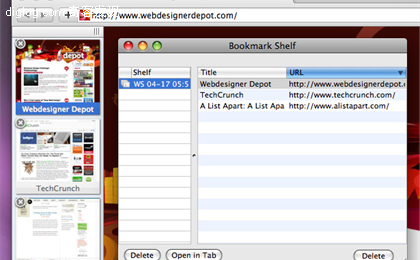 http://www.webdesignerdepot.com/
Bookmark Shelf
depot
Webdesigner Depot
TechCrunch
Shelf
WS 04-17 05:5
Title
URL
Webdesigner Depot
http://www.webdesignerdepot.
TechCrunch
http://www.techcrunch.com/
A List Apart: A List Apa
http://www.alistapart.com/
Delete
Open in Tab
Delete